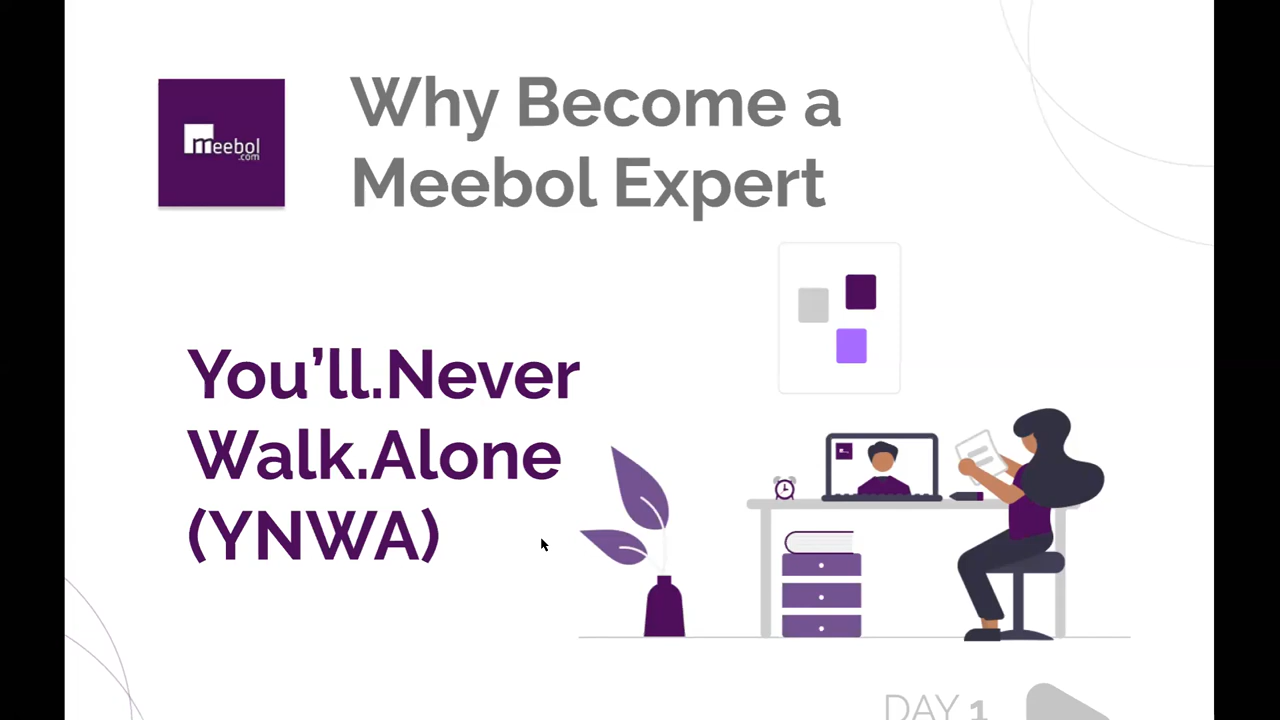 meebol
.com
Why Become a
Meebol Expert
You’ll.Never
Walk.Alone
(YNWA)
DAY 1